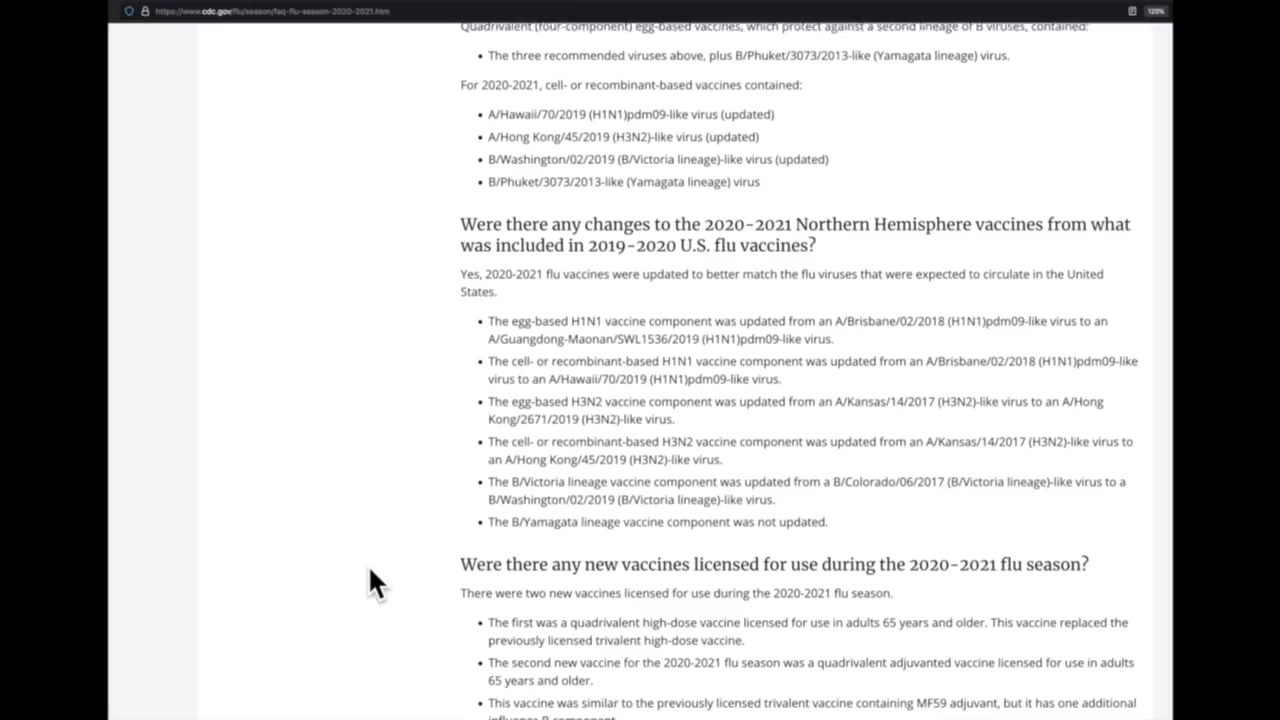 https://www.cdc.gov/flu/season/faq-flu-season-2020-2021.htm
120%
Quadrivalent (four-component) egg-based vaccines, which protect against a second lineage of B viruses, contained:
• The three recommended viruses above, plus B/Phuket/3073/2013-like (Yamagata lineage) virus.
For 2020-2021, cell- or recombinant-based vaccines contained:
• A/Hawaii/70/2019 (H1N1)pdm09-like virus (updated)
• A/Hong Kong/45/2019 (H3N2)-like virus (updated)
• B/Washington/02/2019 (B/Victoria lineage)-like virus (updated)
• B/Phuket/3073/2013-like (Yamagata lineage) virus
Were there any changes to the 2020-2021 Northern Hemisphere vaccines from what
was included in 2019-2020 U.S. flu vaccines?
Yes, 2020-2021 flu vaccines were updated to better match the flu viruses that were expected to circulate in the United
States.
• The egg-based H1N1 vaccine component was updated from an A/Brisbane/02/2018 (H1N1)pdm09-like virus to an
A/Guangdong-Maonan/SWL1536/2019 (H1N1)pdm09-like virus.
• The cell- or recombinant-based H1N1 vaccine component was updated from an A/Brisbane/02/2018 (H1N1)pdm09-like
virus to an A/Hawaii/70/2019 (H1N1)pdm09-like virus.
• The egg-based H3N2 vaccine component was updated from an A/Kansas/14/2017 (H3N2)-like virus to an A/Hong
Kong/2671/2019 (H3N2)-like virus.
• The cell- or recombinant-based H3N2 vaccine component was updated from an A/Kansas/14/2017 (H3N2)-like virus to
an A/Hong Kong/45/2019 (H3N2)-like virus.
• The B/Victoria lineage vaccine component was updated from a B/Colorado/06/2017 (B/Victoria lineage)-like virus to a
B/Washington/02/2019 (B/Victoria lineage)-like virus.
• The B/Yamagata lineage vaccine component was not updated.
Were there any new vaccines licensed for use during the 2020-2021 flu season?
There were two new vaccines licensed for use during the 2020-2021 flu season.
• The first was a quadrivalent high-dose vaccine licensed for use in adults 65 years and older. This vaccine replaced the
previously licensed trivalent high-dose vaccine.
• The second new vaccine for the 2020-2021 flu season was a quadrivalent adjuvanted vaccine licensed for use in adults
65 years and older.
• This vaccine was similar to the previously licensed trivalent vaccine containing MF59 adjuvant, but it has one additional
influenza B component.